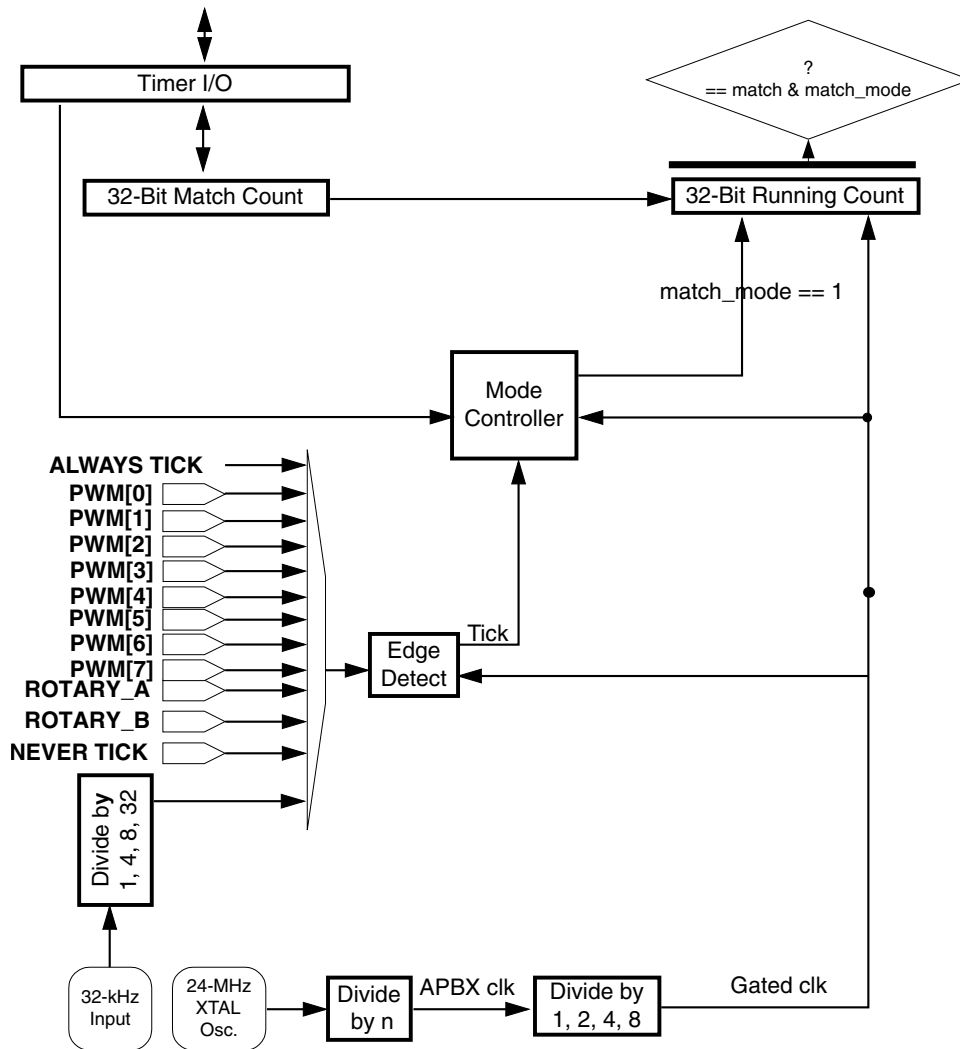 Timer I/O
?
== match & match_mode
32-Bit Match Count
32-Bit Running Count
match_mode == 1
Mode
Controller
ALWAYS TICK
PWM[0]
PWM[1]
PWM[2]
PWM[3]
PWM[4]
PWM[5]
PWM[6]
PWM[7]
ROTARY_A
ROTARY_B
NEVER TICK
Edge
Detect
Tick
Divide by
1, 4, 8, 32
32-kHz
Input
24-MHz
XTAL
Osc.
Divide
by n
APBX clk
Divide by
1, 2, 4, 8
Gated clk